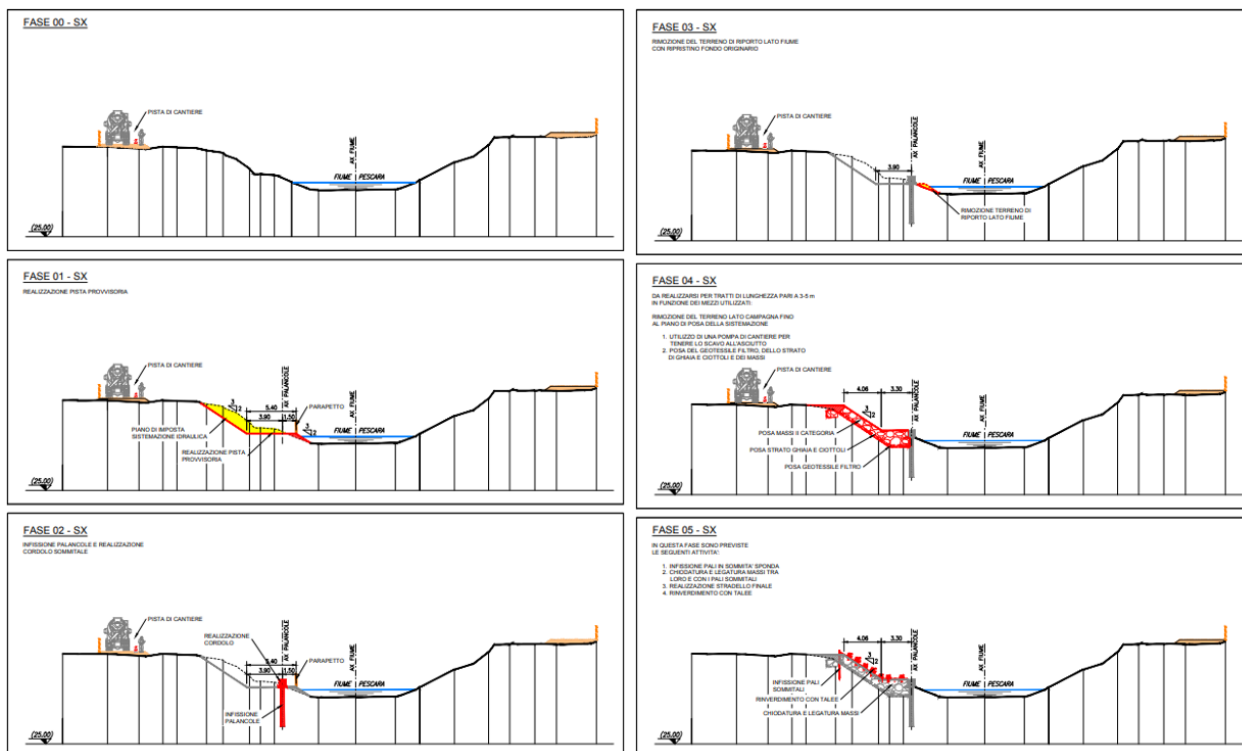 FASE 00 - SX
PISTA DI CANTIERE
AX FIUME
FIUME PESCARA
(25.00)
FASE 01 - SX
REALIZZAZIONE PISTA PROVVISORIA
PISTA DI CANTIERE
AX PALANCOLE
AX FIUME
3
2
5.40
3.90
1.50
PARAPETTO
PIANO DI IMPOSTA
SISTEMAZIONE IDRAULICA
3
2
FIUME PESCARA
REALIZZAZIONE PISTA
PROVVISORIA
(25.00)
FASE 02 - SX
INFISSIONE PALANCOLE E REALIZZAZIONE
CORDOLO SOMMITALE
PISTA DI CANTIERE
REALIZZAZIONE
CORDOLO
AX PALANCOLE
AX FIUME
5.40
3.90
1.50
PARAPETTO
FIUME PESCARA
INFISSIONE
PALANCOLE
(25.00)
FASE 03 - SX
RIMOZIONE DEL TERRENO DI RIPORTO LATO FIUME
CON RIPRISTINO FONDO ORIGINARIO
PISTA DI CANTIERE
AX PALANCOLE
AX FIUME
3.90
FIUME PESCARA
RIMOZIONE TERRENO DI
RIPORTO LATO FIUME
(25.00)
FASE 04 - SX
DA REALIZZARSI PER TRATTI DI LUNGHEZZA PARI A 3-5 m
IN FUNZIONE DEI MEZZI UTILIZZATI:
RIMOZIONE DEL TERRENO LATO CAMPAGNA FINO
AL PIANO DI POSA DELLA SISTEMAZIONE
1. UTILIZZO DI UNA POMPA DI CANTIERE PER
TENERE LO SCAVO ALL'ASCIUTTO
2. POSA DEL GEOTESSILE FILTRO, DELLO STRATO
DI GHIAIA E CIOTTOLI E DEI MASSI
PISTA DI CANTIERE
AX PALANCOLE
AX FIUME
4.06
3.30
3
2
FIUME PESCARA
POSA MASSI II CATEGORIA
POSA STRATO GHIAIA E CIOTTOLI
POSA GEOTESSILE FILTRO
(25.00)
FASE 05 - SX
IN QUESTA FASE SONO PREVISTE
LE SEGUENTI ATTIVITA':
1. INFISSIONE PALI IN SOMMITA' SPONDA
2. CHIODATURA E LEGATURA MASSI TRA
LORO E CON I PALI SOMMITALI
3. REALIZZAZIONE STRADELLO FINALE
4. RINVERDIMENTO CON TALEE
AX PALANCOLE
AX FIUME
4.06
3.30
3
2
FIUME PESCARA
INFISSIONE PALI
SOMMITALI
RINVERDIMENTO CON TALEE
CHIODATURA E LEGATURA MASSI
(25.00)